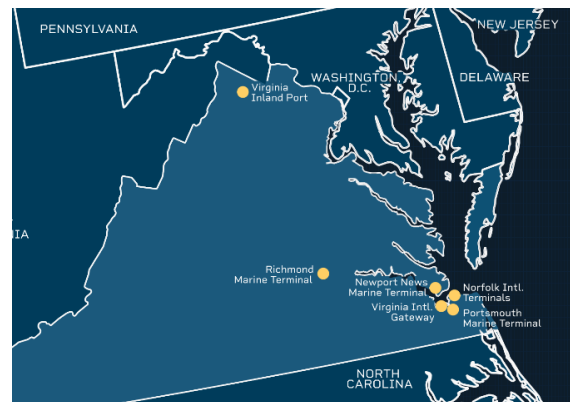 NEW JERSEY
PENNSYLVANIA
WASHINGTON,
D.C.
DELAWARE
Virginia
Inland Port
IA
Richmond
Marine Terminal
Newport News
Marine Terminal
Norfolk Intl.
Terminals
Virginia Intl.
Gateway
Portsmouth
Marine Terminal
NORTH
CAROLINA